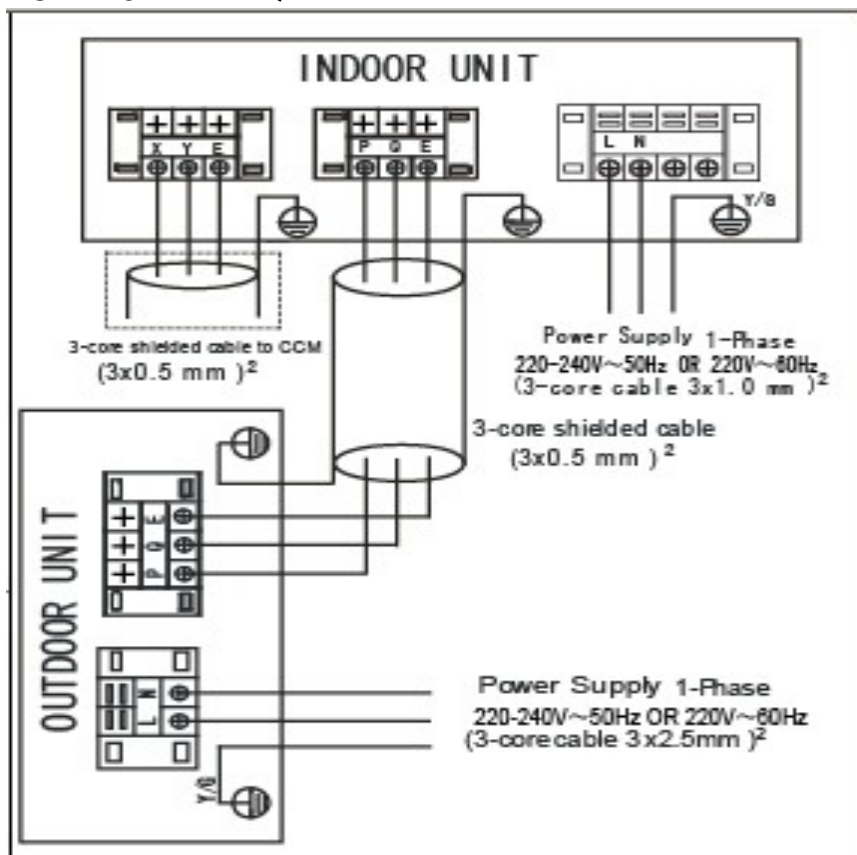 INDOOR UNIT
X Y E
P Q E
L N
Y/G
3-core shielded cable to CCM
(3x0.5 mm )²
Power Supply 1-Phase
220-240V～50Hz OR 220V～60Hz
(3-core cable 3x1.0 mm )²
3-core shielded cable
(3x0.5 mm )²
OUTDOOR UNIT
E
Q
P
N
L
Y/G
Power Supply 1-Phase
220-240V～50Hz OR 220V～60Hz
(3-corecable 3x2.5mm )²